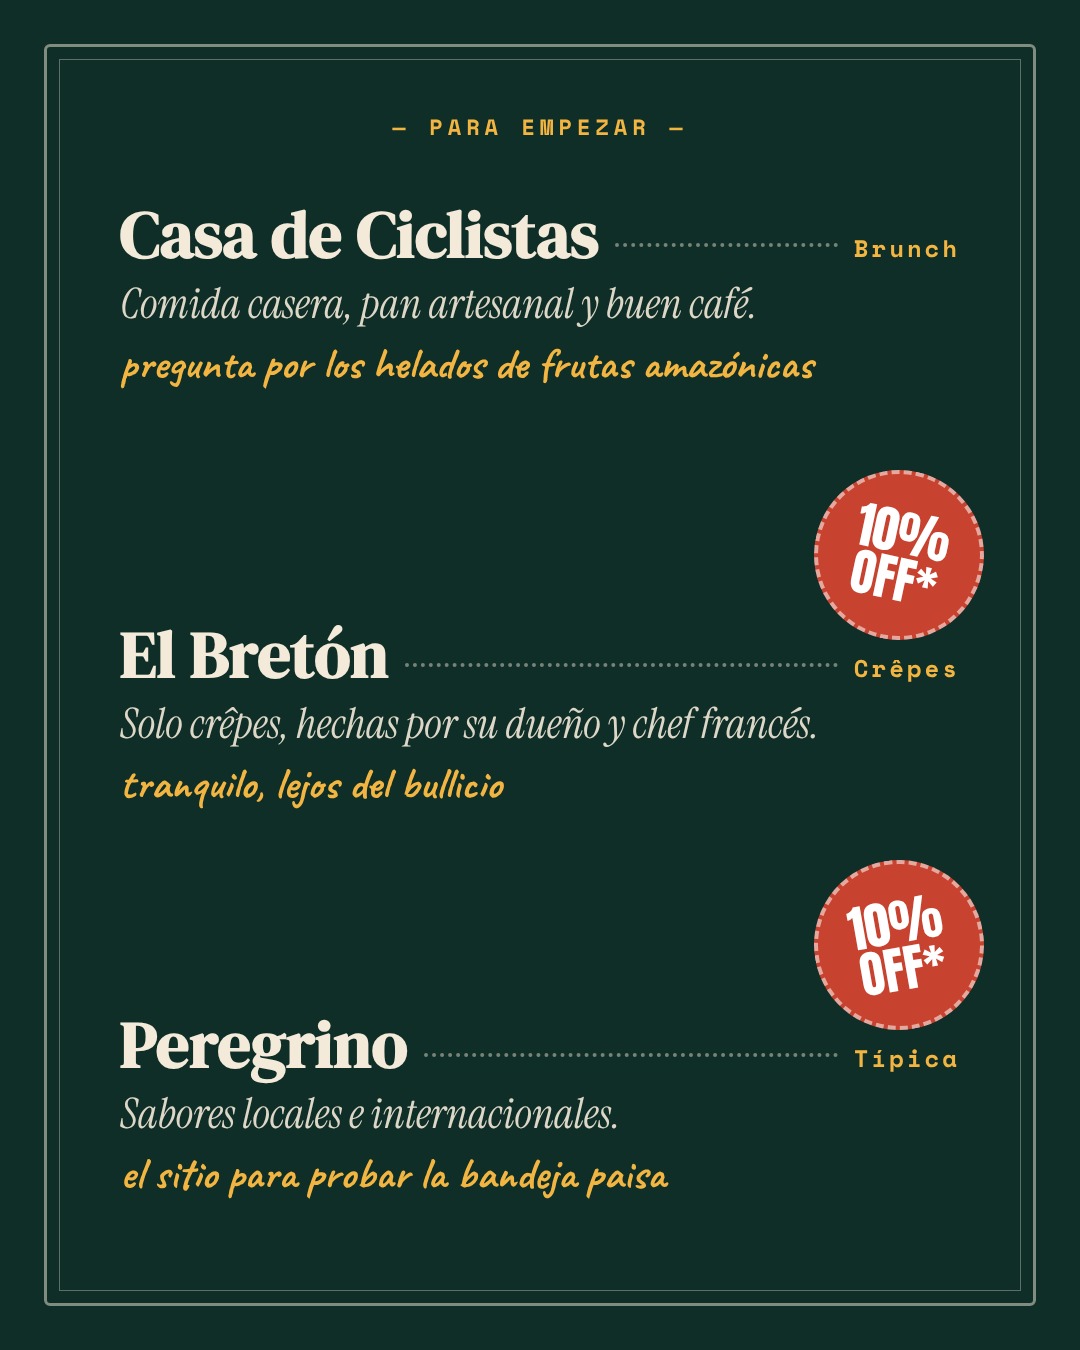 — PARA EMPEZAR —
Casa de Ciclistas Brunch
Comida casera, pan artesanal y buen café.
pregunta por los helados de frutas amazónicas
10%
OFF*
El Bretón Crêpes
Solo crêpes, hechas por su dueño y chef francés.
tranquilo, lejos del bullicio
10%
OFF*
Peregrino Típica
Sabores locales e internacionales.
el sitio para probar la bandeja paisa